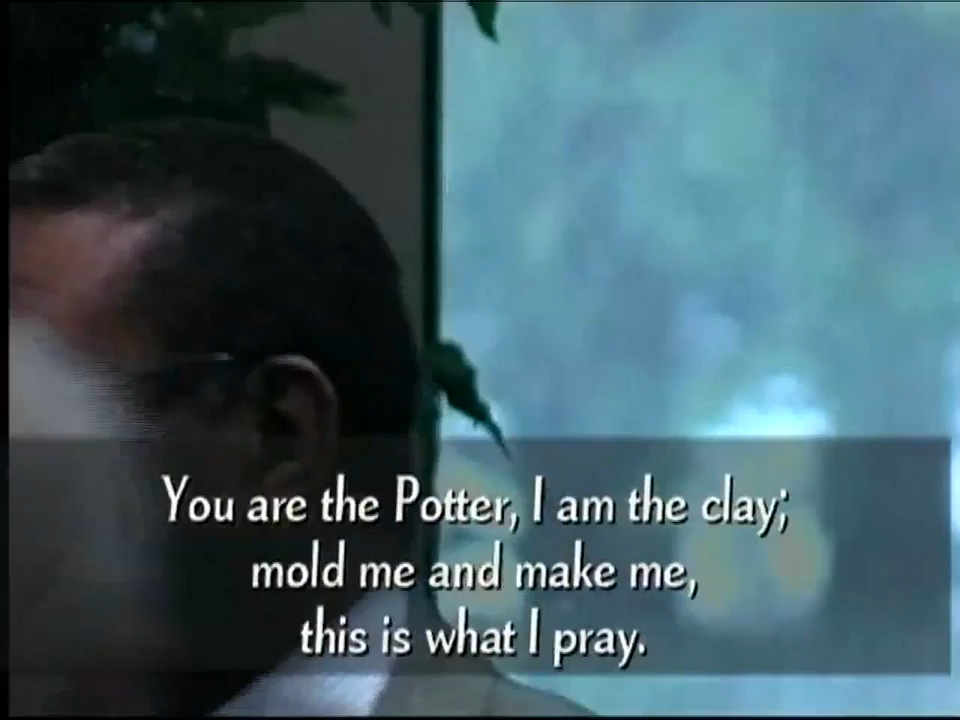 You are the Potter, I am the clay;
mold me and make me,
this is what I pray.